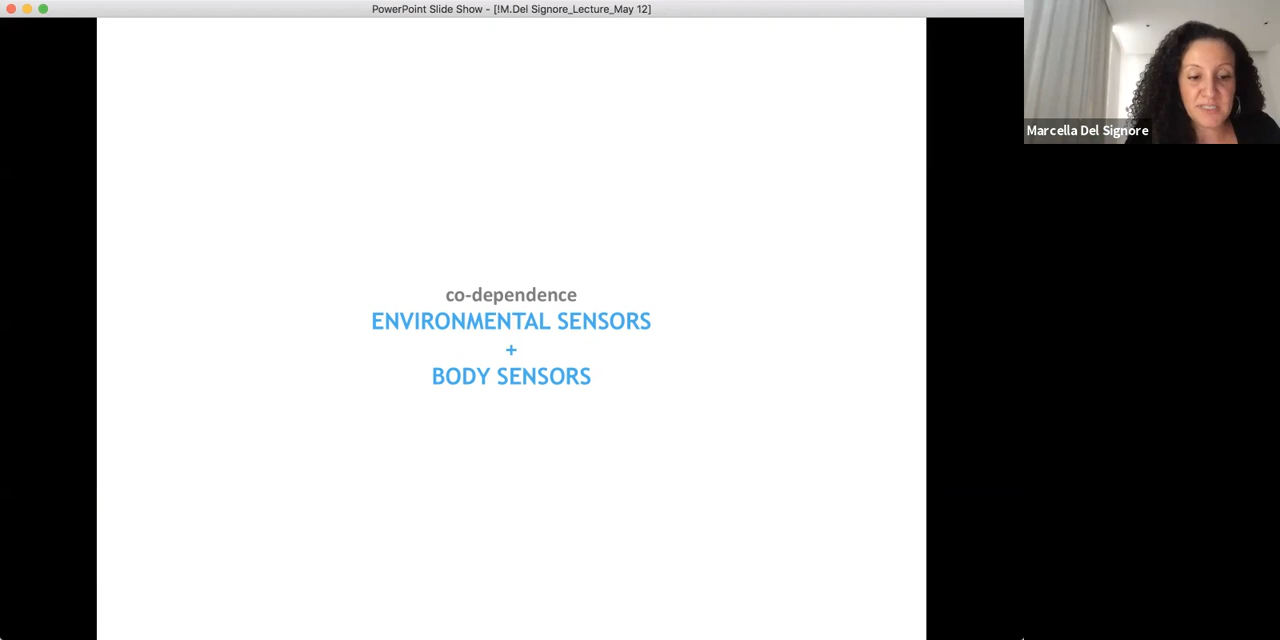 PowerPoint Slide Show - [!M.Del Signore_Lecture_May 12]
Marcella Del Signore
co-dependence
ENVIRONMENTAL SENSORS
+
BODY SENSORS